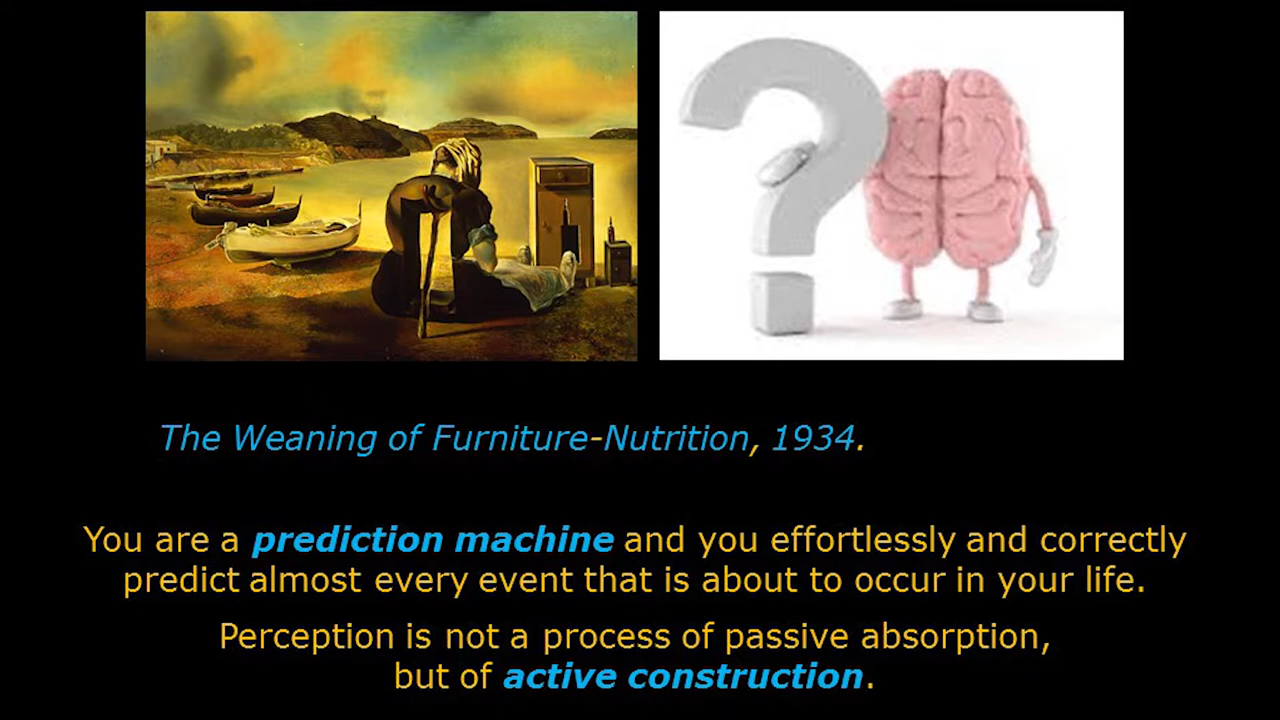 The Weaning of Furniture-Nutrition, 1934.
You are a prediction machine and you effortlessly and correctly
predict almost every event that is about to occur in your life.
Perception is not a process of passive absorption,
but of active construction.